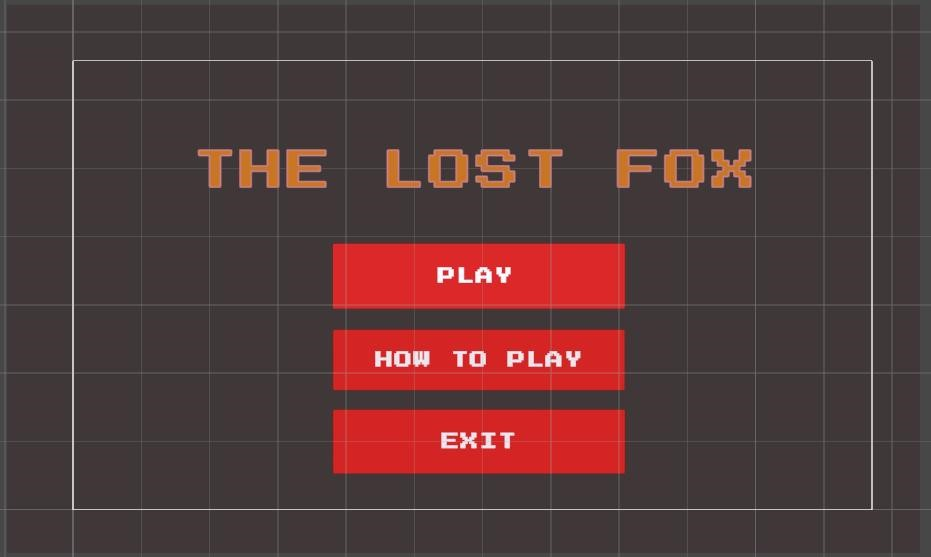 THE LOST FOX
PLAY
HOW TO PLAY
EXIT